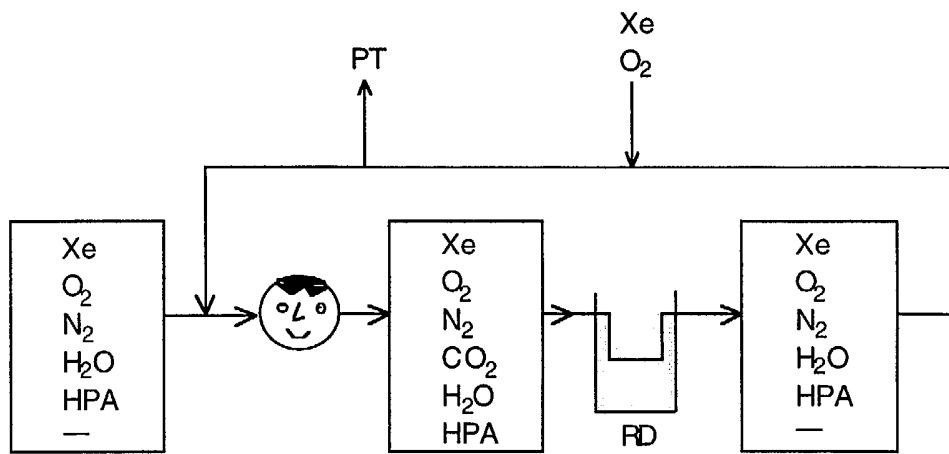 Xe
O₂
PT
Xe
O₂
N₂
H₂O
HPA
—
Xe
O₂
N₂
CO₂
H₂O
HPA
RD
Xe
O₂
N₂
H₂O
HPA
—